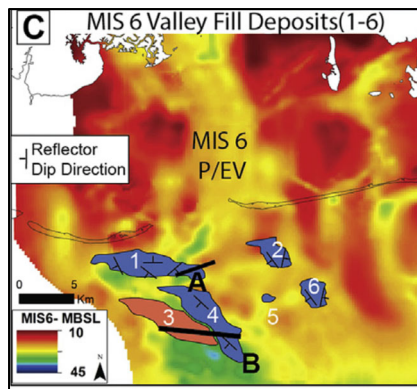 C
MIS 6 Valley Fill Deposits(1-6)
MIS 6
P/EV
Reflector
Dip Direction
1
2
A
6
3
4
5
0
5
Km
B
MIS6- MBSL
10
45
N